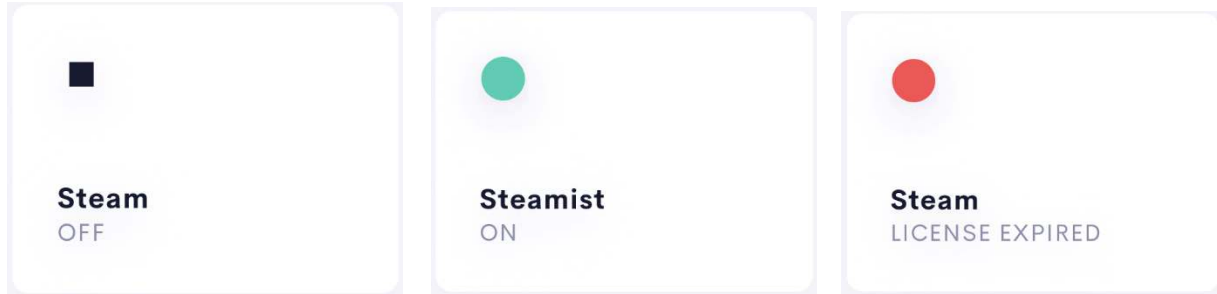 Steam
OFF
Steamist
ON
Steam
LICENSE EXPIRED